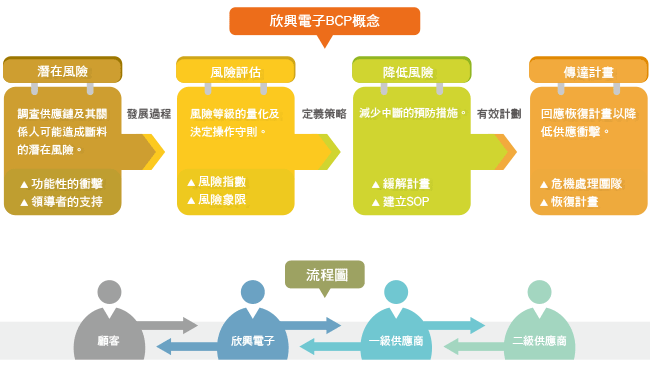 欣興電子BCP概念
潛在風險
調查供應鏈及其關
係人可能造成斷料
的潛在風險。
▲功能性的衝擊
▲領導者的支持
發展過程
風險評估
風險等級的量化及
決定操作守則。
▲風險指數
▲風險象限
定義策略
降低風險
減少中斷的預防措施。
▲緩解計畫
▲建立SOP
有效計劃
傳達計畫
回應恢復計畫以降
低供應衝擊。
▲危機處理團隊
▲恢復計畫
流程圖
顧客
欣興電子
一級供應商
二級供應商